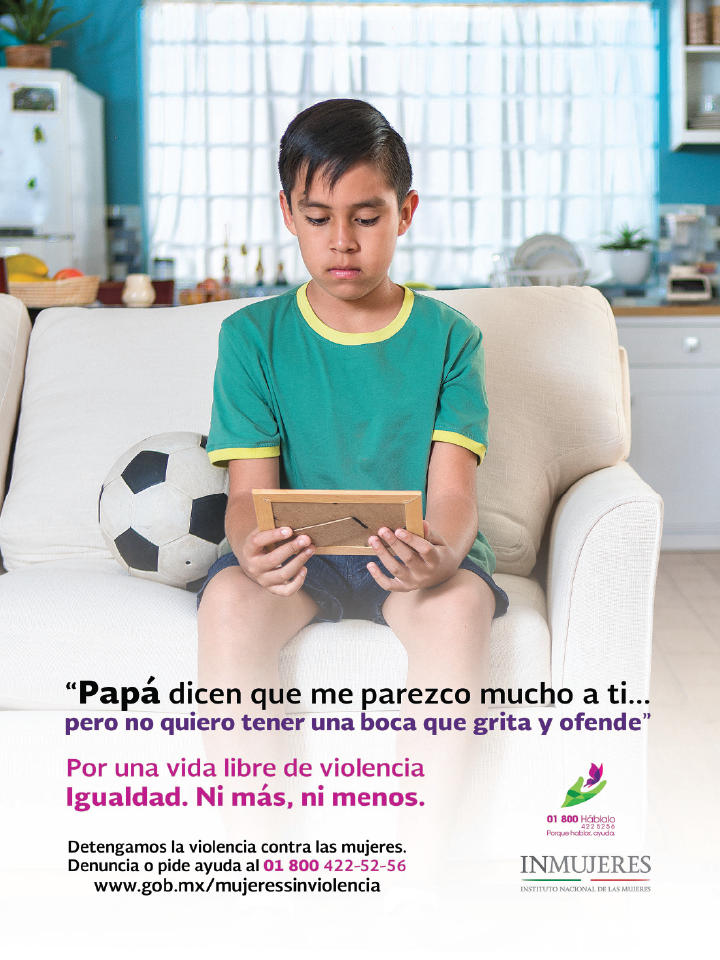 “Papá dicen que me parezco mucho a ti...
pero no quiero tener una boca que grita y ofende”
Por una vida libre de violencia
Igualdad. Ni más, ni menos.
Detengamos la violencia contra las mujeres.
Denuncia o pide ayuda al 01 800 422-52-56
www.gob.mx/mujeressinviolencia
01 800 Háblalo
422 5256
Porque hablar, ayuda.
INMUJERES
INSTITUTO NACIONAL DE LAS MUJERES